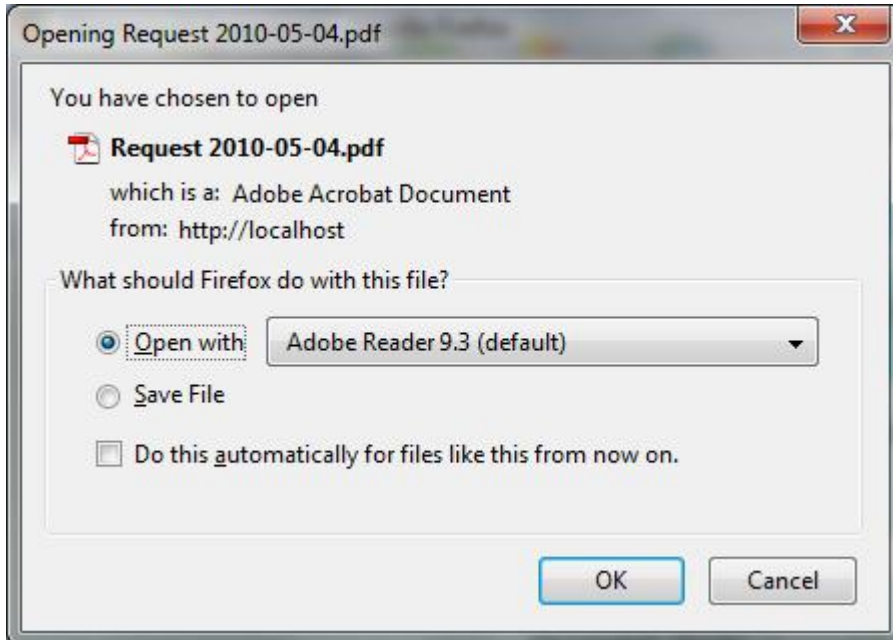 Opening Request 2010-05-04.pdf
You have chosen to open
Request 2010-05-04.pdf
which is a: Adobe Acrobat Document
from: http://localhost
What should Firefox do with this file?
Open with Adobe Reader 9.3 (default)
Save File
Do this automatically for files like this from now on.
OK Cancel